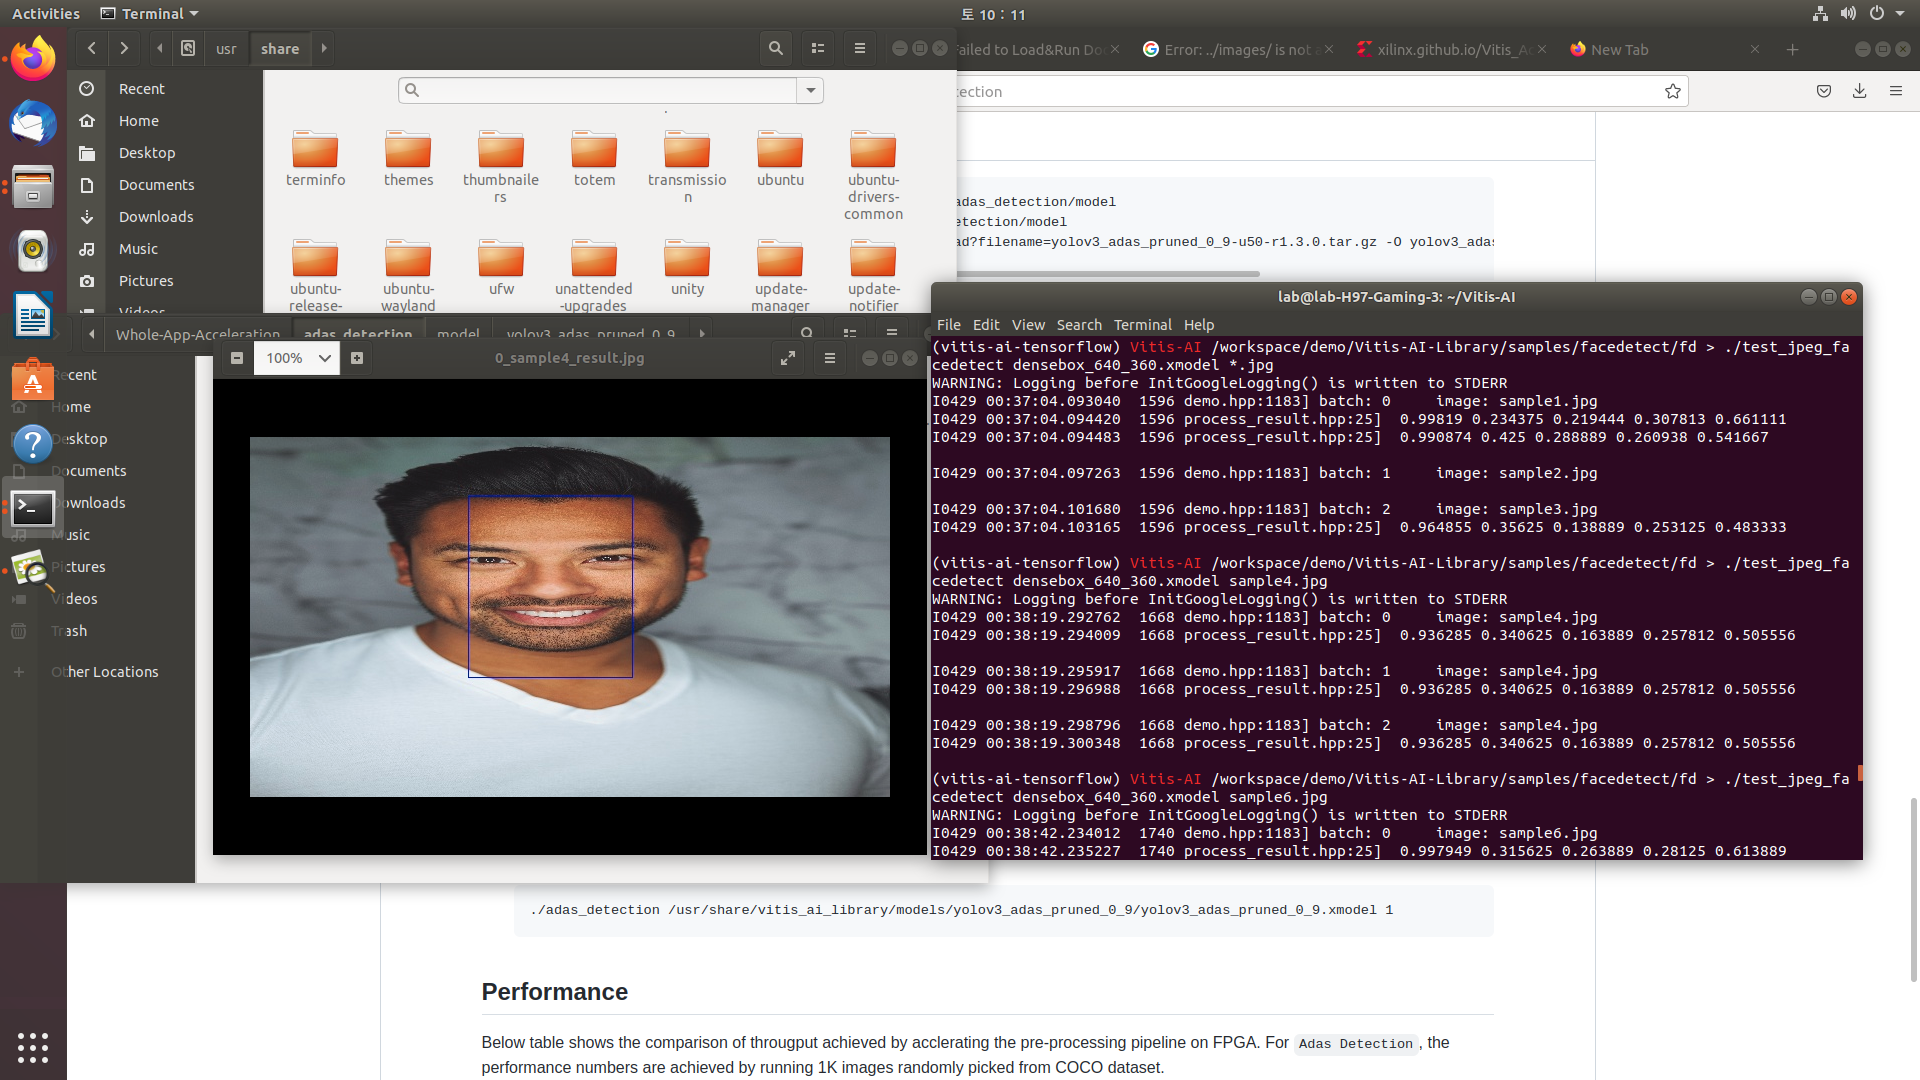 Activities
Terminal
토 10 : 11
usr
share
Failed to Load&Run Do
Error: ../images/ is not a
xilinx.github.io/Vitis_Ac
New Tab
Recent
Home
Desktop
Documents
Downloads
Music
Pictures
Videos
terminfo
themes
thumbnaile
rs
totem
transmissio
n
ubuntu
ubuntu-
drivers-
common
ubuntu-
release-
ubuntu-
wayland
ufw
unattended
-upgrades
unity
update-
manager
update-
notifier
tection
adas_detection/model
etection/model
ad?filename=yolov3_adas_pruned_0_9-u50-r1.3.0.tar.gz -O yolov3_adas
Whole-App-Acceleration
adas_detection
model
yolov3_adas_pruned_0_9
Recent
Home
Desktop
Documents
Downloads
Music
Pictures
Videos
Trash
Other Locations
100%
0_sample4_result.jpg
lab@lab-H97-Gaming-3: ~/Vitis-AI
File Edit View Search Terminal Help
(vitis-ai-tensorflow) Vitis-AI /workspace/demo/Vitis-AI-Library/samples/facedetect/fd > ./test_jpeg_fa
cedetect densebox_640_360.xmodel *.jpg
WARNING: Logging before InitGoogleLogging() is written to STDERR
I0429 00:37:04.093040  1596 demo.hpp:1183] batch: 0     image: sample1.jpg
I0429 00:37:04.094420  1596 process_result.hpp:25]  0.99819 0.234375 0.219444 0.307813 0.661111
I0429 00:37:04.094483  1596 process_result.hpp:25]  0.990874 0.425 0.288889 0.260938 0.541667
I0429 00:37:04.097263  1596 demo.hpp:1183] batch: 1     image: sample2.jpg
I0429 00:37:04.101680  1596 demo.hpp:1183] batch: 2     image: sample3.jpg
I0429 00:37:04.103165  1596 process_result.hpp:25]  0.964855 0.35625 0.138889 0.253125 0.483333
(vitis-ai-tensorflow) Vitis-AI /workspace/demo/Vitis-AI-Library/samples/facedetect/fd > ./test_jpeg_fa
cedetect densebox_640_360.xmodel sample4.jpg
WARNING: Logging before InitGoogleLogging() is written to STDERR
I0429 00:38:19.292762  1668 demo.hpp:1183] batch: 0     image: sample4.jpg
I0429 00:38:19.294009  1668 process_result.hpp:25]  0.936285 0.340625 0.163889 0.257812 0.505556
I0429 00:38:19.295917  1668 demo.hpp:1183] batch: 1     image: sample4.jpg
I0429 00:38:19.296988  1668 process_result.hpp:25]  0.936285 0.340625 0.163889 0.257812 0.505556
I0429 00:38:19.298796  1668 demo.hpp:1183] batch: 2     image: sample4.jpg
I0429 00:38:19.300348  1668 process_result.hpp:25]  0.936285 0.340625 0.163889 0.257812 0.505556
(vitis-ai-tensorflow) Vitis-AI /workspace/demo/Vitis-AI-Library/samples/facedetect/fd > ./test_jpeg_fa
cedetect densebox_640_360.xmodel sample6.jpg
WARNING: Logging before InitGoogleLogging() is written to STDERR
I0429 00:38:42.234012  1740 demo.hpp:1183] batch: 0     image: sample6.jpg
I0429 00:38:42.235227  1740 process_result.hpp:25]  0.997949 0.315625 0.263889 0.28125 0.613889
./adas_detection /usr/share/vitis_ai_library/models/yolov3_adas_pruned_0_9/yolov3_adas_pruned_0_9.xmodel 1
Performance
Below table shows the comparison of througput achieved by acclerating the pre-processing pipeline on FPGA. For Adas Detection, the
performance numbers are achieved by running 1K images randomly picked from COCO dataset.